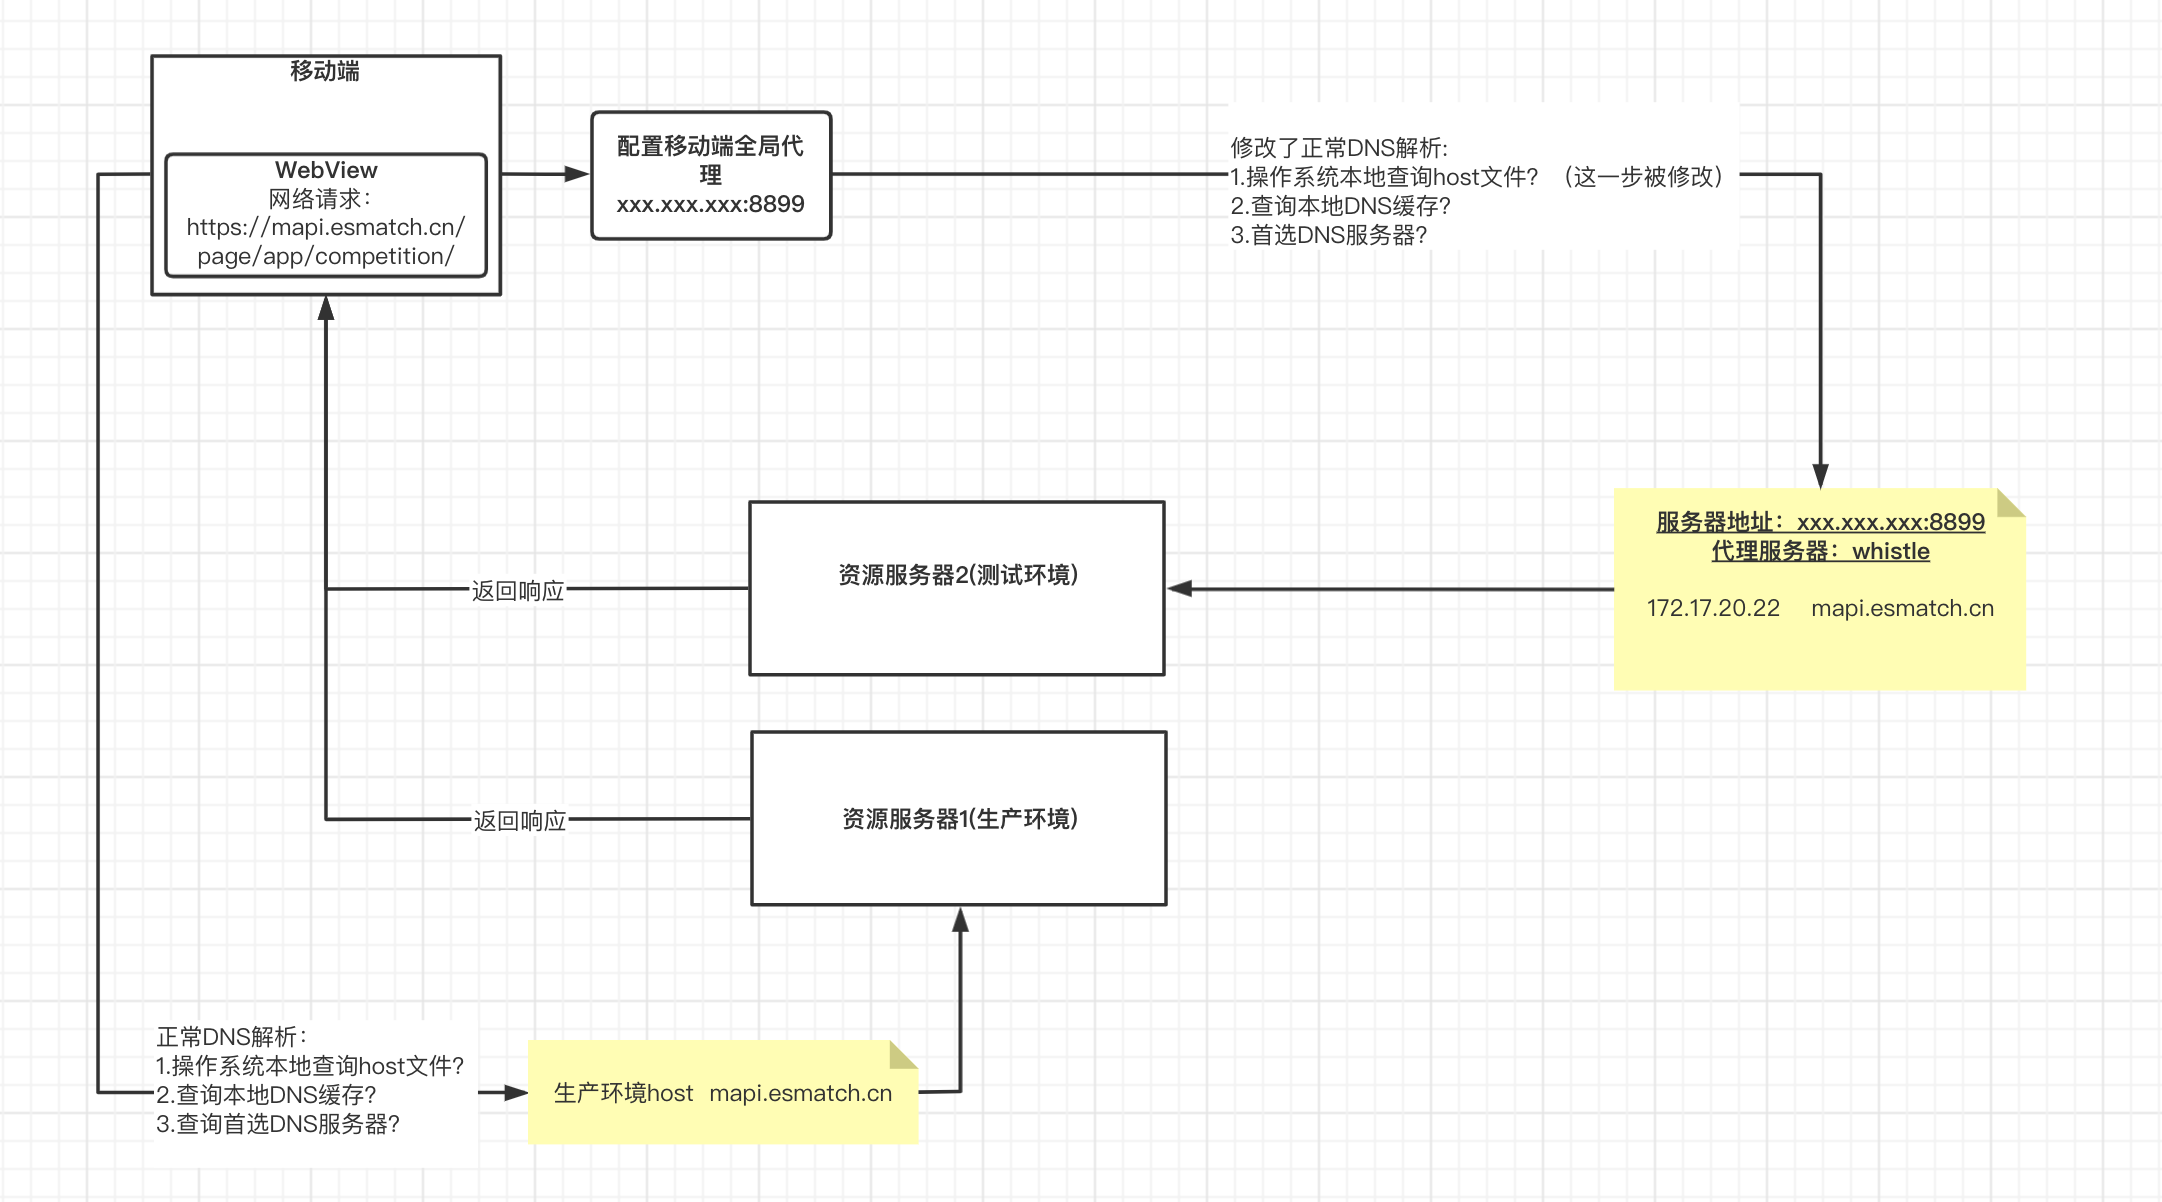 移动端
WebView
网络请求：
https://mapi.esmatch.cn/
page/app/competition/
配置移动端全局代
理
xxx.xxx.xxx:8899
修改了正常DNS解析:
1.操作系统本地查询host文件？（这一步被修改）
2.查询本地DNS缓存？
3.首选DNS服务器？
服务器地址：xxx.xxx.xxx:8899
代理服务器：whistle
172.17.20.22 mapi.esmatch.cn
资源服务器2(测试环境)
返回响应
资源服务器1(生产环境)
返回响应
正常DNS解析：
1.操作系统本地查询host文件？
2.查询本地DNS缓存？
3.查询首选DNS服务器？
生产环境host mapi.esmatch.cn